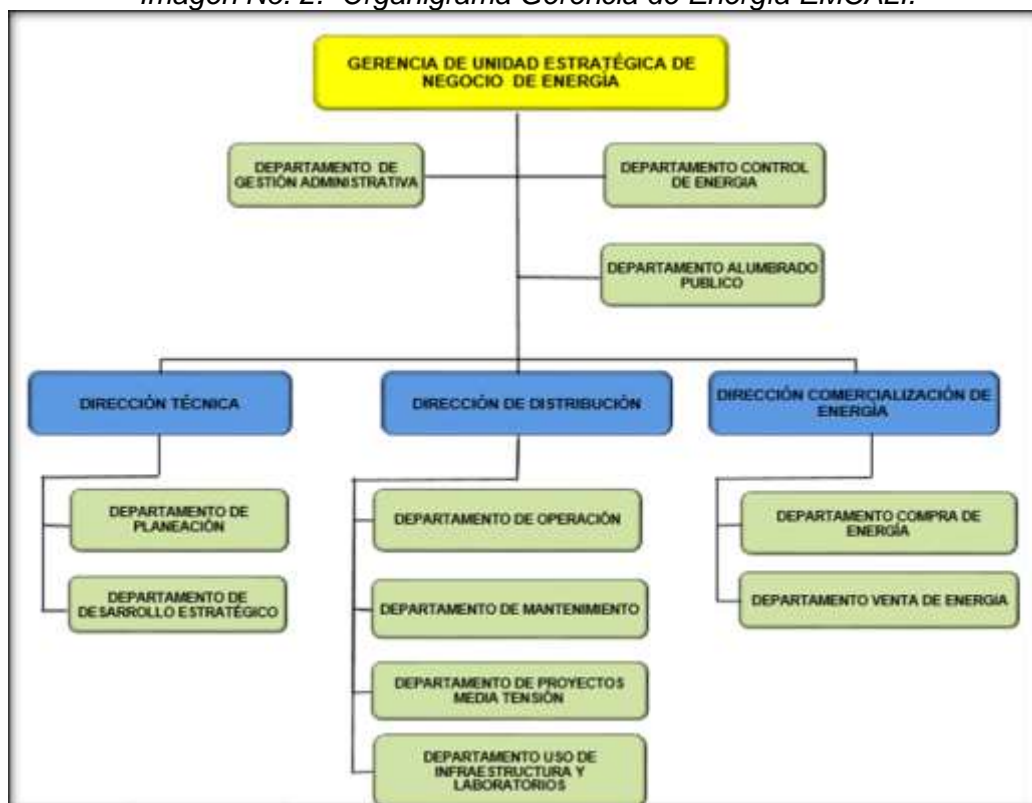 Imagen No. 2.  Organigrama Gerencia de Energía EMCALI.
GERENCIA DE UNIDAD ESTRATÉGICA DE
NEGOCIO DE ENERGÍA
DEPARTAMENTO DE
GESTIÓN ADMINISTRATIVA
DEPARTAMENTO CONTROL
DE ENERGIA
DEPARTAMENTO ALUMBRADO
PUBLICO
DIRECCIÓN TÉCNICA
DIRECCIÓN DE DISTRIBUCIÓN
DIRECCIÓN COMERCIALIZACIÓN DE
ENERGÍA
DEPARTAMENTO DE
PLANEACIÓN
DEPARTAMENTO DE
DESARROLLO ESTRATÉGICO
DEPARTAMENTO DE OPERACIÓN
DEPARTAMENTO DE MANTENIMIENTO
DEPARTAMENTO DE PROYECTOS
MEDIA TENSIÓN
DEPARTAMENTO USO DE
INFRAESTRUCTURA Y
LABORATORIOS
DEPARTAMENTO COMPRA DE
ENERGÍA
DEPARTAMENTO VENTA DE ENERGIA